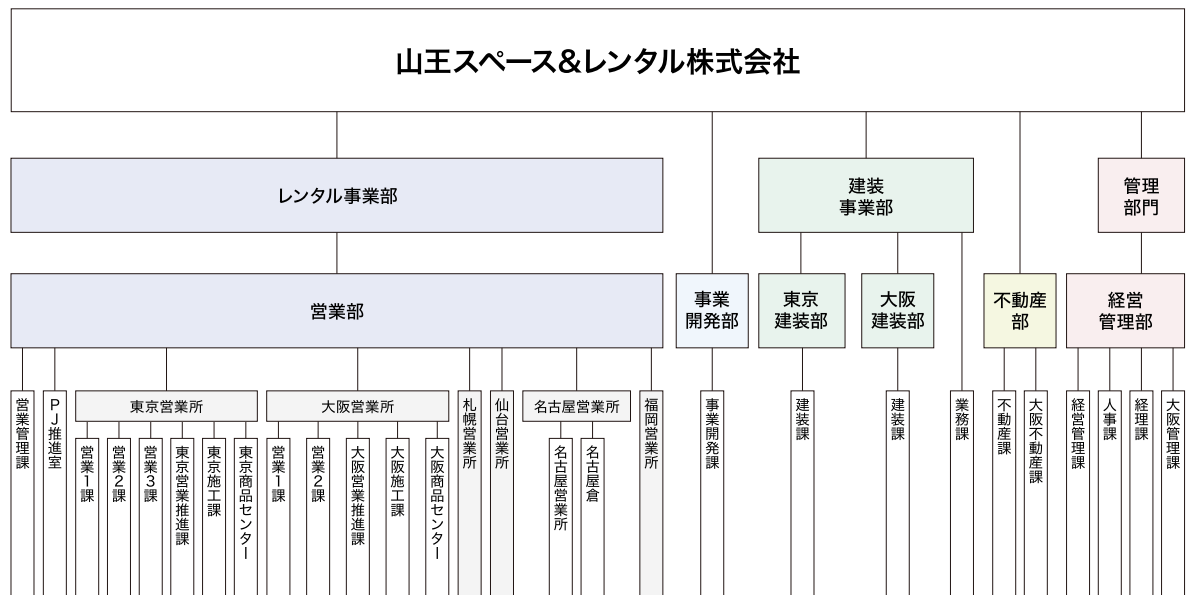 山王スペース&レンタル株式会社
レンタル事業部
建装
事業部
管理
部門
営業部
事業
開発部
東京
建装部
大阪
建装部
不動産
部
経営
管理部
営業管理課
ＰＪ推進室
東京営業所
大阪営業所
札幌営業所
仙台営業所
名古屋営業所
福岡営業所
事業開発課
建装課
建装課
業務課
不動産課
大阪不動産課
経営管理課
人事課
経理課
大阪管理課
営業１課
営業２課
営業３課
東京営業推進課
東京施工課
東京商品センター
営業１課
営業２課
大阪営業推進課
大阪施工課
大阪商品センター
名古屋営業所
名古屋倉